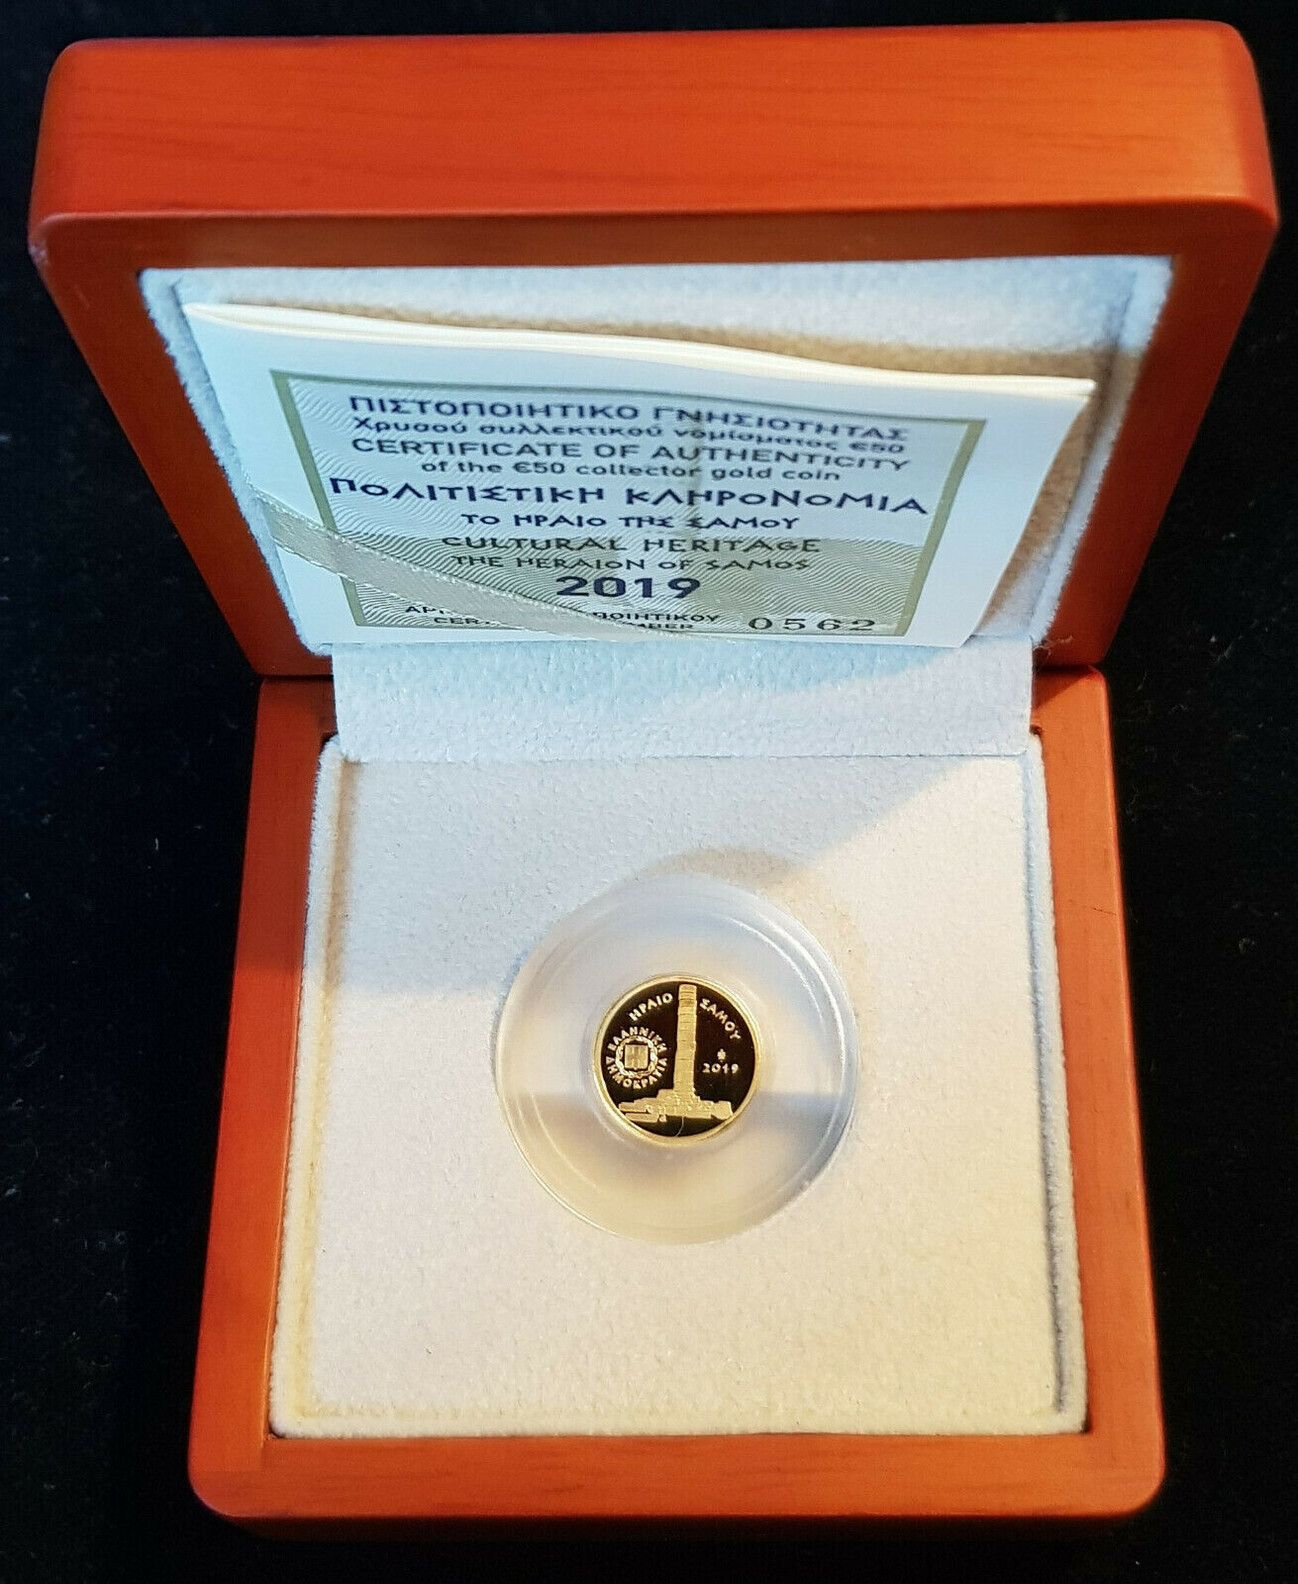 ΠΙΣΤΟΠΟΙΗΤΙΚΟ ΓΝΗΣΙΟΤΗΤΑΣ
Χρυσού συλλεκτικού νομίσματος €50
CERTIFICATE OF AUTHENTICITY
of the €50 collector gold coin
ΠΟΛΙΤΙΣΤΙΚΗ ΚΛΗΡΟΝΟΜΙΑ
ΤΟ ΗΡΑΙΟ ΤΗΣ ΣΑΜΟΥ
CULTURAL HERITAGE
THE HERAION OF SAMOS
2019
0562
ΗΡΑΙΟ ΣΑΜΟΥ
ΕΛΛΗΝΙΚΗ
ΔΗΜΟΚΡΑΤΙΑ
2019